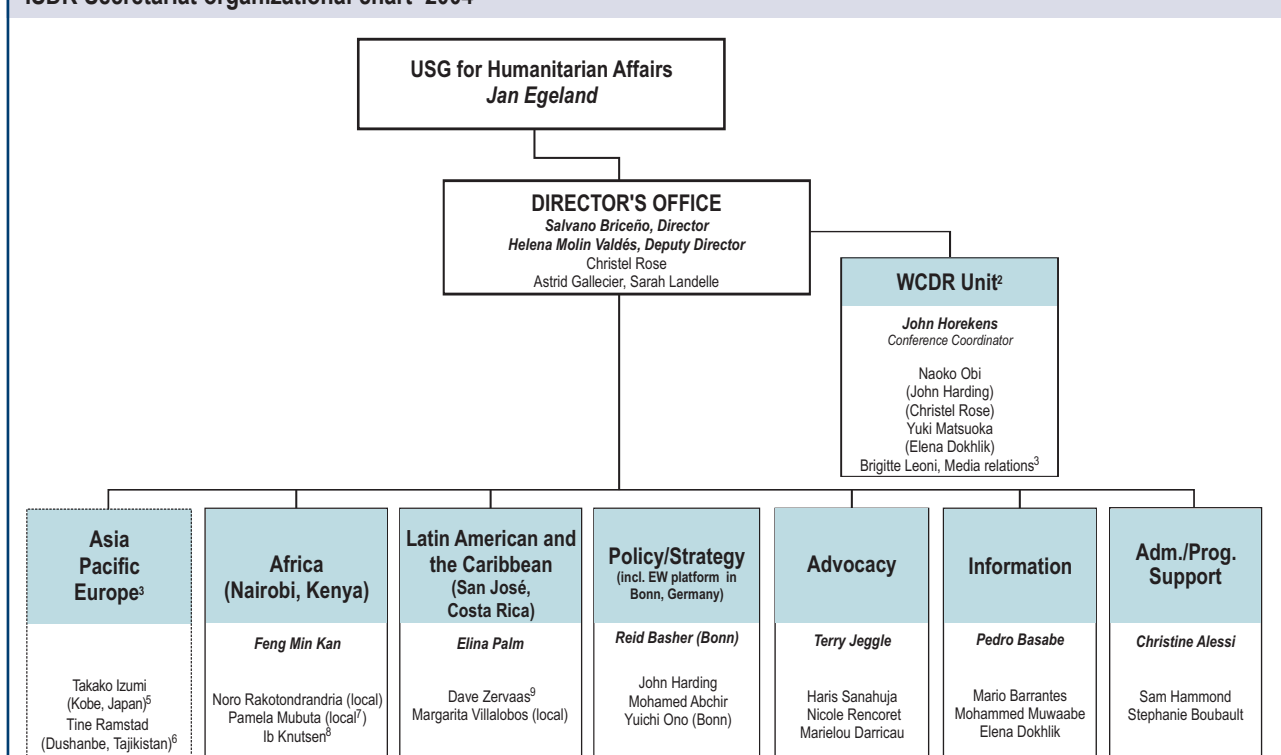 USG for Humanitarian Affairs
Jan Egeland
DIRECTOR'S OFFICE
Salvano Briceño, Director
Helena Molin Valdés, Deputy Director
Christel Rose
Astrid Gallecier, Sarah Landelle
WCDR Unit²
John Horekens
Conference Coordinator
Naoko Obi
(John Harding)
(Christel Rose)
Yuki Matsuoka
(Elena Dokhlik)
Brigitte Leoni, Media relations³
Asia
Pacific
Europe³
Takako Izumi
(Kobe, Japan)⁵
Tine Ramstad
(Dushanbe, Tajikistan)⁶
Africa
(Nairobi, Kenya)
Feng Min Kan
Noro Rakotondrandria (local)
Pamela Mubuta (local⁷)
Ib Knutsen⁸
Latin American and
the Caribbean
(San José,
Costa Rica)
Elina Palm
Dave Zervaas⁹
Margarita Villalobos (local)
Policy/Strategy
(incl. EW platform in
Bonn, Germany)
Reid Basher (Bonn)
John Harding
Mohamed Abchir
Yuichi Ono (Bonn)
Advocacy
Terry Jeggle
Haris Sanahuja
Nicole Rencoret
Marielou Darricau
Information
Pedro Basabe
Mario Barrantes
Mohammed Muwaabe
Elena Dokhlik
Adm./Prog.
Support
Christine Alessi
Sam Hammond
Stephanie Boubault